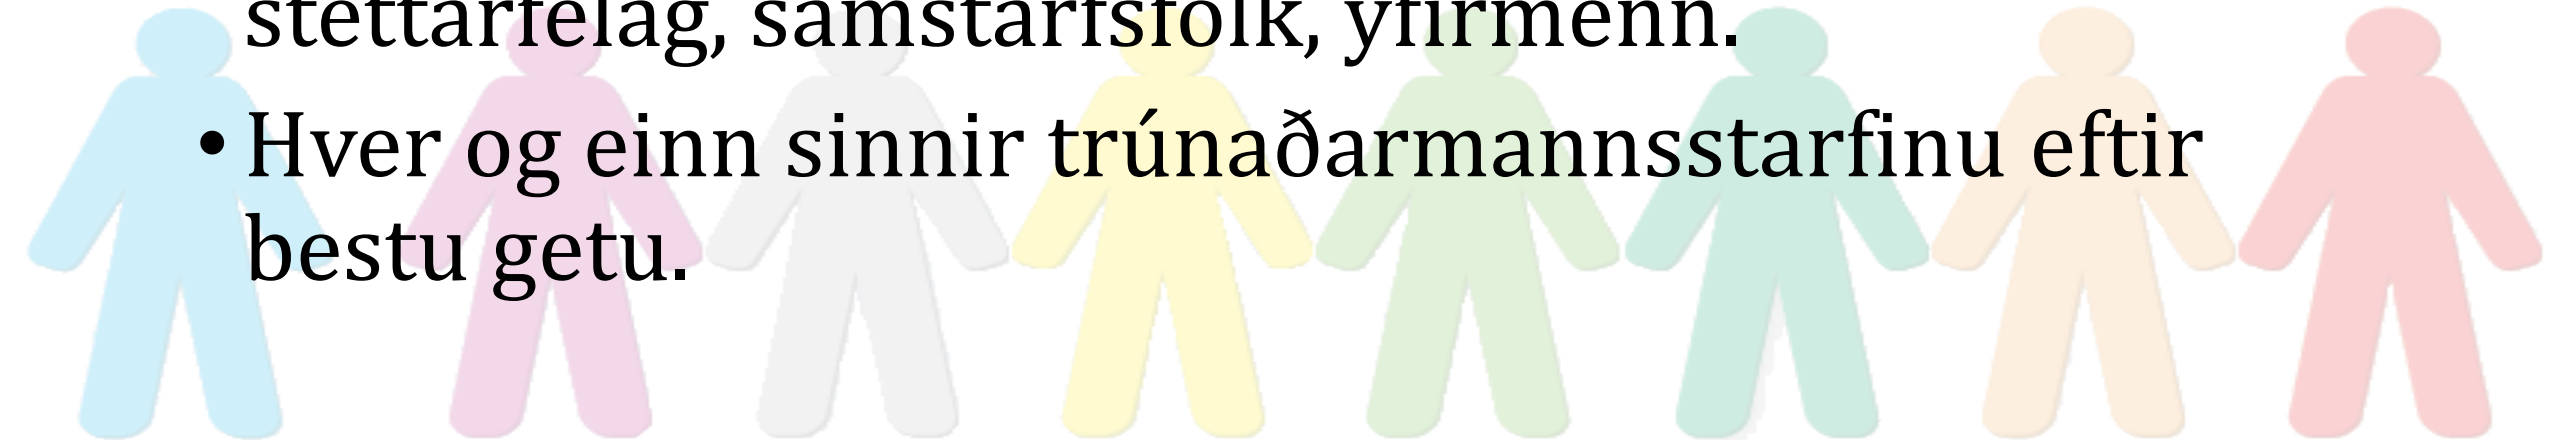 stéttarfélag, samstarfsfólk, yfirmenn.
• Hver og einn sinnir trúnaðarmannsstarfinu eftir
bestu getu.